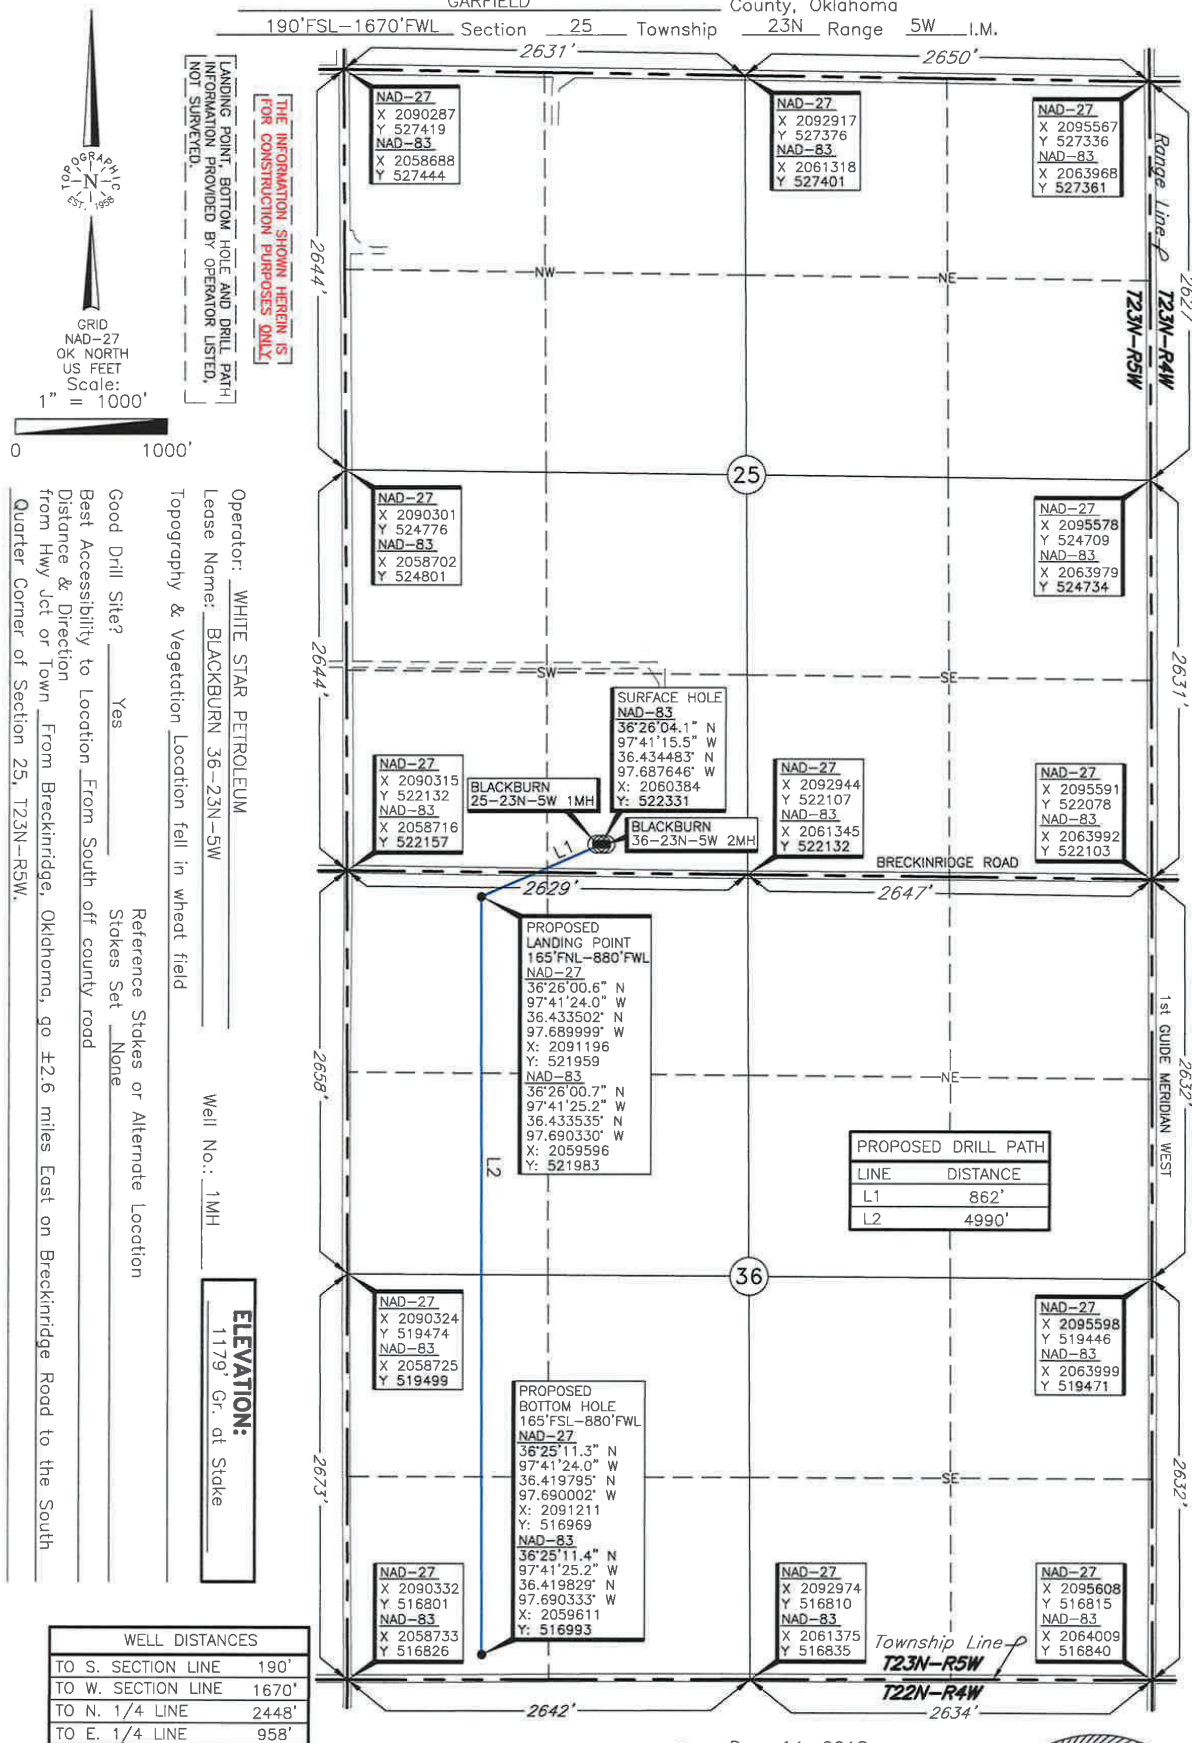 GARFIELD County, Oklahoma
190'FSL-1670'FWL Section 25 Township 23N Range 5W I.M.
2631'
2650'
TOPOGRAPHIC
N
EST. 1958
GRID
NAD-27
OK NORTH
US FEET
Scale:
1" = 1000'
0 1000'
LANDING POINT, BOTTOM HOLE AND DRILL PATH
INFORMATION PROVIDED BY OPERATOR LISTED,
NOT SURVEYED.
THE INFORMATION SHOWN HEREIN IS
FOR CONSTRUCTION PURPOSES ONLY
NAD-27
X 2090287
Y 527419
NAD-83
X 2058688
Y 527444
NAD-27
X 2092917
Y 527376
NAD-83
X 2061318
Y 527401
NAD-27
X 2095567
Y 527336
NAD-83
X 2063968
Y 527361
Range Line
T23N-R4W
T23N-R5W
2627'
2644'
NW
NE
25
NAD-27
X 2090301
Y 524776
NAD-83
X 2058702
Y 524801
NAD-27
X 2095578
Y 524709
NAD-83
X 2063979
Y 524734
2644'
2631'
SW
SE
SURFACE HOLE
NAD-83
36°26'04.1" N
97°41'15.5" W
36.434483° N
97.687646° W
X: 2060384
Y: 522331
BLACKBURN
25-23N-5W 1MH
BLACKBURN
36-23N-5W 2MH
NAD-27
X 2090315
Y 522132
NAD-83
X 2058716
Y 522157
NAD-27
X 2092944
Y 522107
NAD-83
X 2061345
Y 522132
NAD-27
X 2095591
Y 522078
NAD-83
X 2063992
Y 522103
L1
BRECKINRIDGE ROAD
2629'
2647'
PROPOSED
LANDING POINT
165'FNL-880'FWL
NAD-27
36°26'00.6" N
97°41'24.0" W
36.433502° N
97.689999° W
X: 2091196
Y: 521959
NAD-83
36°26'00.7" N
97°41'25.2" W
36.433535° N
97.690330° W
X: 2059596
Y: 521983
1st GUIDE MERIDIAN WEST
2658'
2632'
NE
L2
PROPOSED DRILL PATH
LINE DISTANCE
L1 862'
L2 4990'
36
NAD-27
X 2090324
Y 519474
NAD-83
X 2058725
Y 519499
NAD-27
X 2095598
Y 519446
NAD-83
X 2063999
Y 519471
PROPOSED
BOTTOM HOLE
165'FSL-880'FWL
NAD-27
36°25'11.3" N
97°41'24.0" W
36.419795° N
97.690002° W
X: 2091211
Y: 516969
NAD-83
36°25'11.4" N
97°41'25.2" W
36.419829° N
97.690333° W
X: 2059611
Y: 516993
2673'
2632'
SE
NAD-27
X 2090332
Y 516801
NAD-83
X 2058733
Y 516826
NAD-27
X 2092974
Y 516810
NAD-83
X 2061375
Y 516835
NAD-27
X 2095608
Y 516815
NAD-83
X 2064009
Y 516840
Township Line
T23N-R5W
T22N-R4W
2642'
2634'
Operator: WHITE STAR PETROLEUM
Lease Name: BLACKBURN 36-23N-5W Well No.: 1MH
Topography & Vegetation Location fell in wheat field
Reference Stakes or Alternate Location
Good Drill Site? Yes Stakes Set None
Best Accessibility to Location From South off county road
Distance & Direction
from Hwy Jct or Town From Breckinridge, Oklahoma, go ±2.6 miles East on Breckinridge Road to the South
Quarter Corner of Section 25, T23N-R5W.
ELEVATION:
1179' Gr. at Stake
WELL DISTANCES
TO S. SECTION LINE 190'
TO W. SECTION LINE 1670'
TO N. 1/4 LINE 2448'
TO E. 1/4 LINE 958'